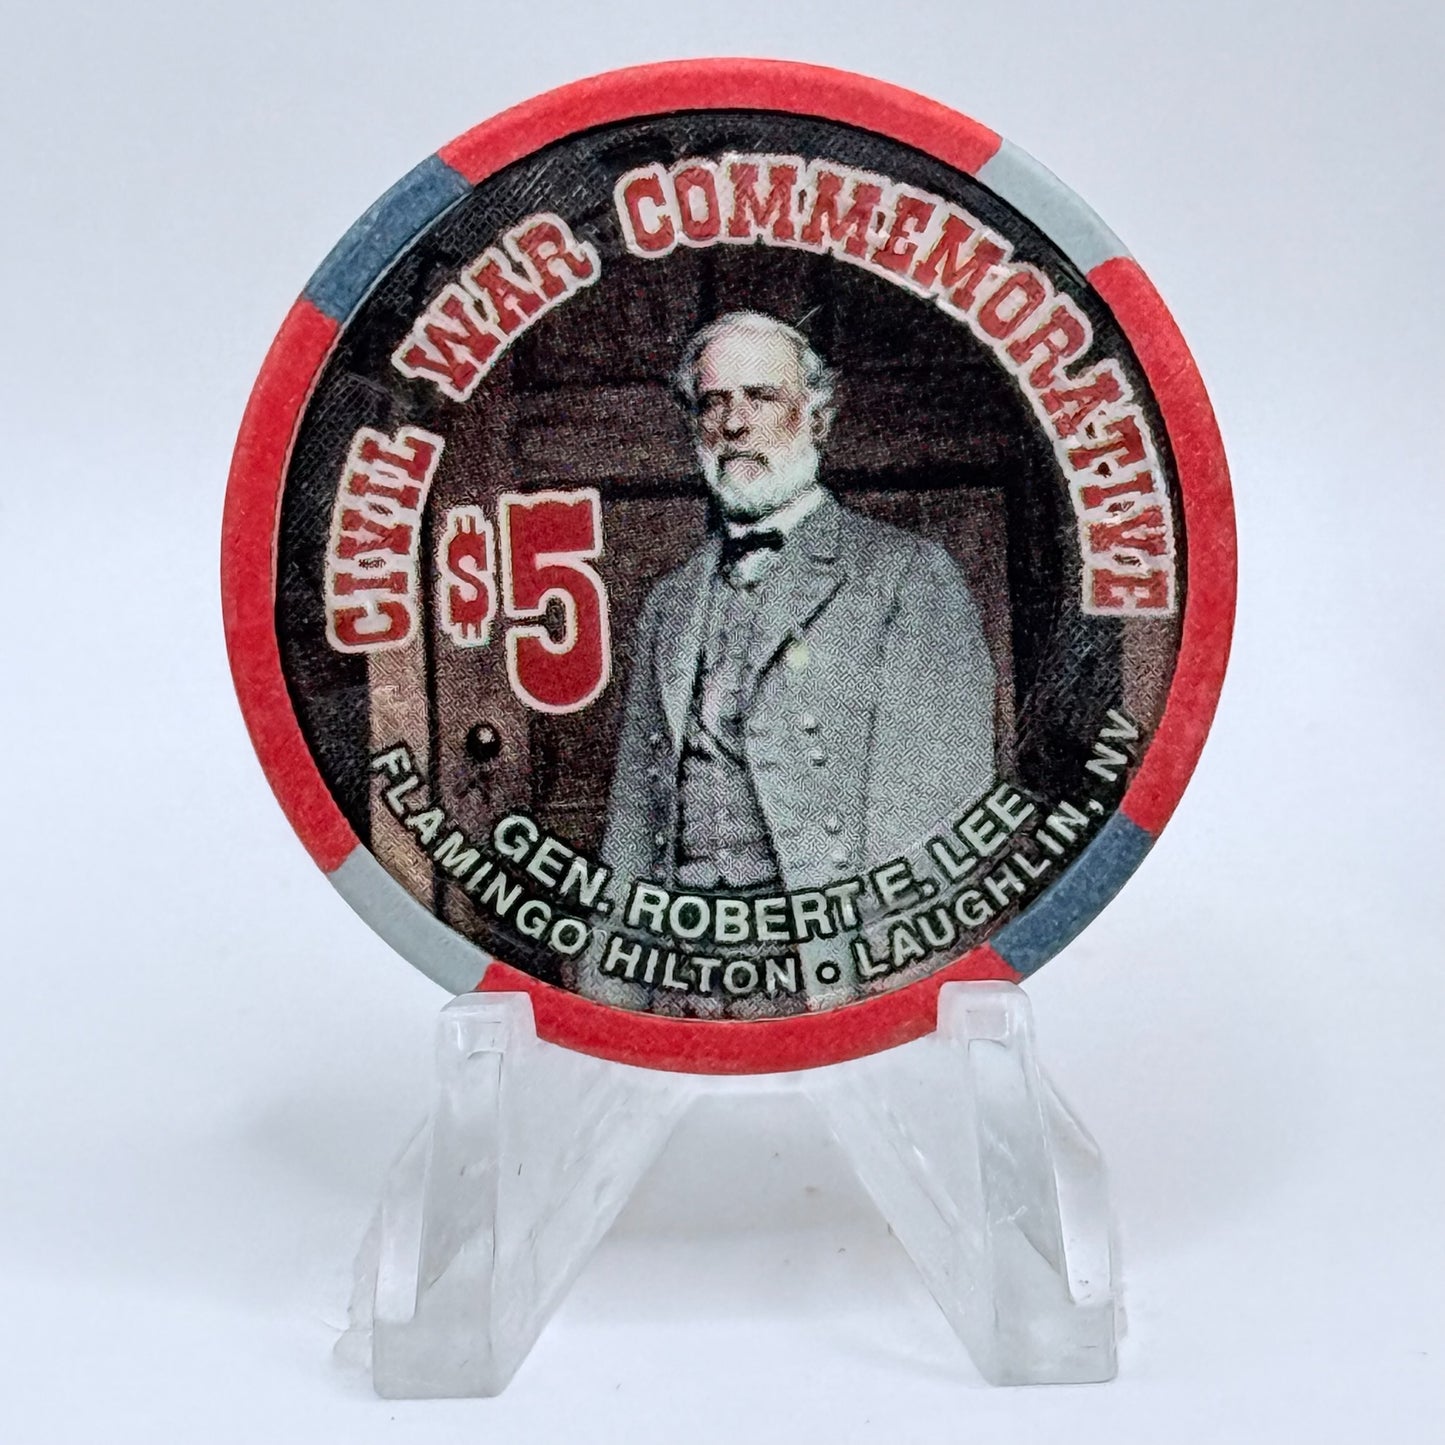 CIVIL WAR COMMEMORATIVE
$5
GEN. ROBERT E. LEE
FLAMINGO HILTON • LAUGHLIN, NV